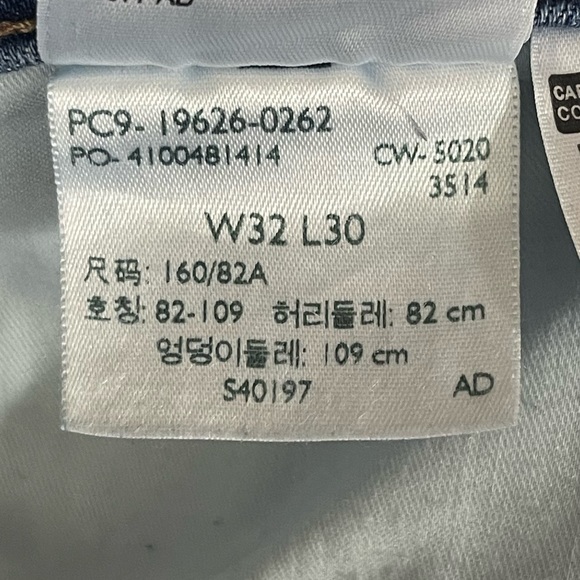 PC9- 19626-0262
PO- 4100481414 CW- 5020
3514
W32 L30
尺码: 160/82A
호칭: 82-109 허리둘레: 82 cm
엉덩이둘레: 109 cm
S40197 AD